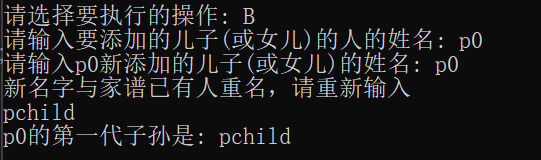 请选择要执行的操作: B
请输入要添加的儿子(或女儿)的人的姓名: p0
请输入p0新添加的儿子(或女儿)的姓名: p0
新名字与家谱已有人重名，请重新输入
pchild
p0的第一代子孙是: pchild